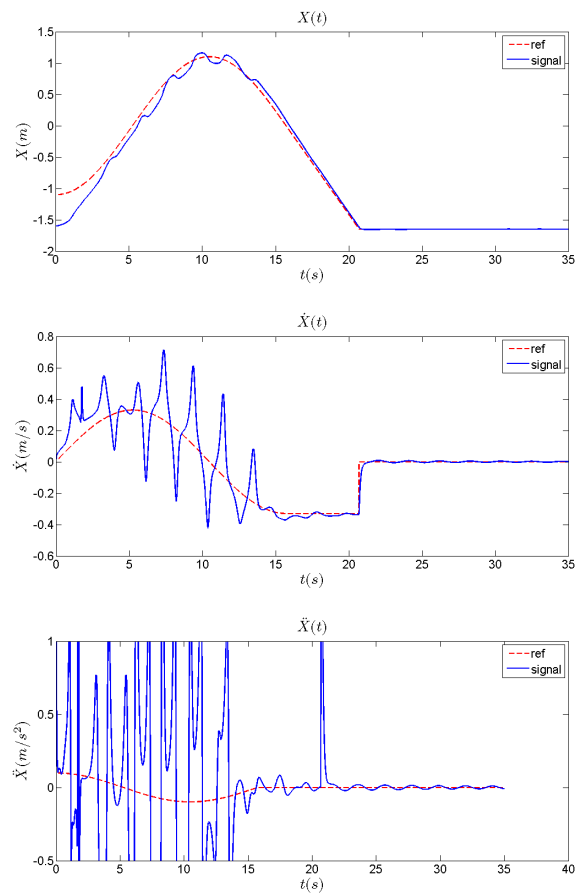 X(t)
1.5
1
0.5
0
-0.5
-1
-1.5
-2
X(m)
ref
signal
0 5 10 15 20 25 30 35
t(s)
Ẋ(t)
0.8
0.6
0.4
0.2
0
-0.2
-0.4
-0.6
Ẋ(m/s)
ref
signal
0 5 10 15 20 25 30 35
t(s)
Ẍ(t)
1
0.5
0
-0.5
Ẍ(m/s²)
ref
signal
0 5 10 15 20 25 30 35 40
t(s)